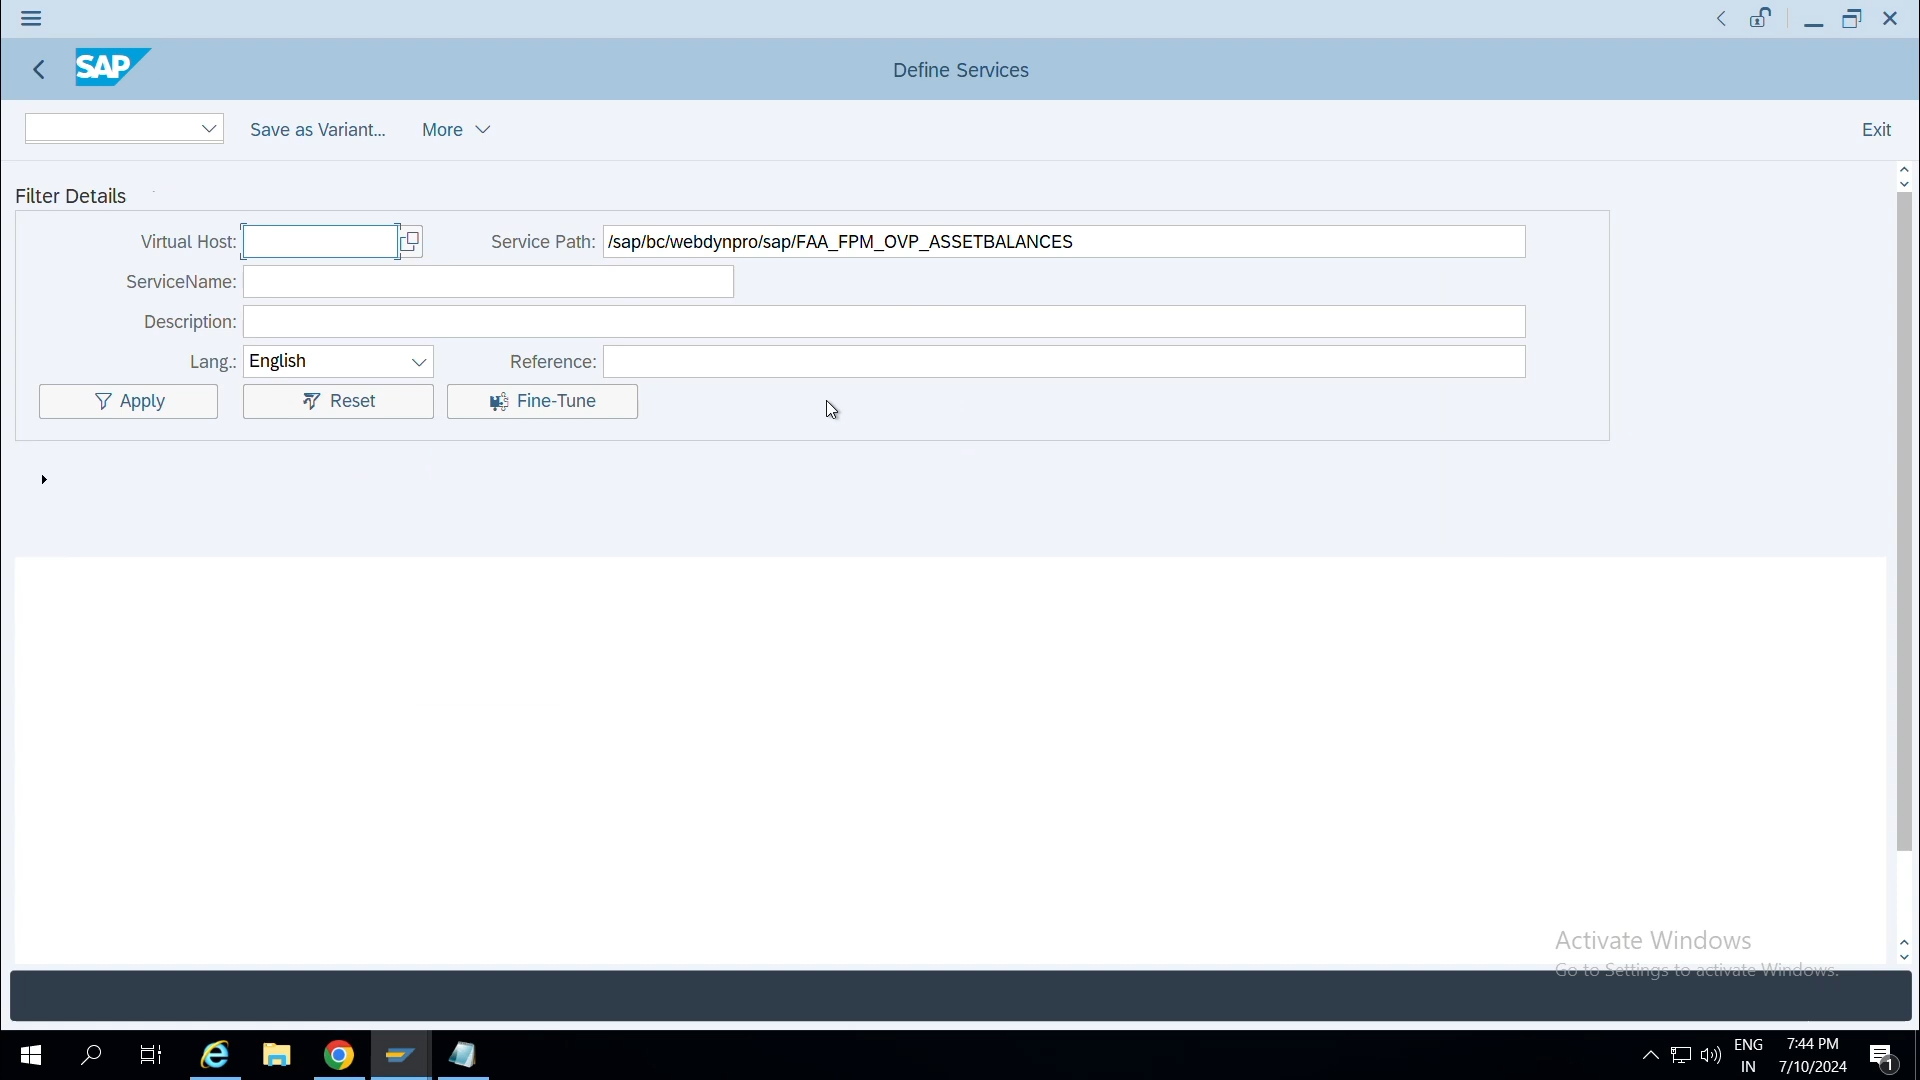 SAP
Define Services
Save as Variant... More Exit
Filter Details
Virtual Host: Service Path: /sap/bc/webdynpro/sap/FAA_FPM_OVP_ASSETBALANCES
ServiceName:
Description:
Lang.: English Reference:
Apply Reset Fine-Tune
Activate Windows
Go to Settings to activate Windows.
ENG 7:44 PM
IN 7/10/2024 1